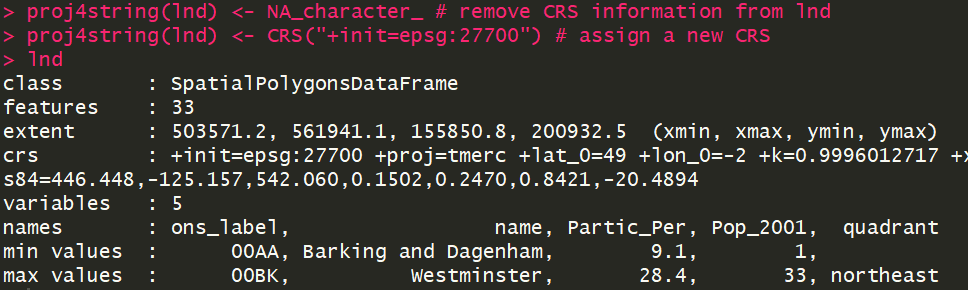 > proj4string(lnd) <- NA_character_ # remove CRS information from lnd
> proj4string(lnd) <- CRS("+init=epsg:27700") # assign a new CRS
> lnd
class       : SpatialPolygonsDataFrame
features    : 33
extent      : 503571.2, 561941.1, 155850.8, 200932.5  (xmin, xmax, ymin, ymax)
crs         : +init=epsg:27700 +proj=tmerc +lat_0=49 +lon_0=-2 +k=0.9996012717 +x
s84=446.448,-125.157,542.060,0.1502,0.2470,0.8421,-20.4894
variables   : 5
names       : ons_label,                 name, Partic_Per, Pop_2001,  quadrant
min values  :      00AA, Barking and Dagenham,        9.1,        1,
max values  :      00BK,          Westminster,       28.4,       33, northeast